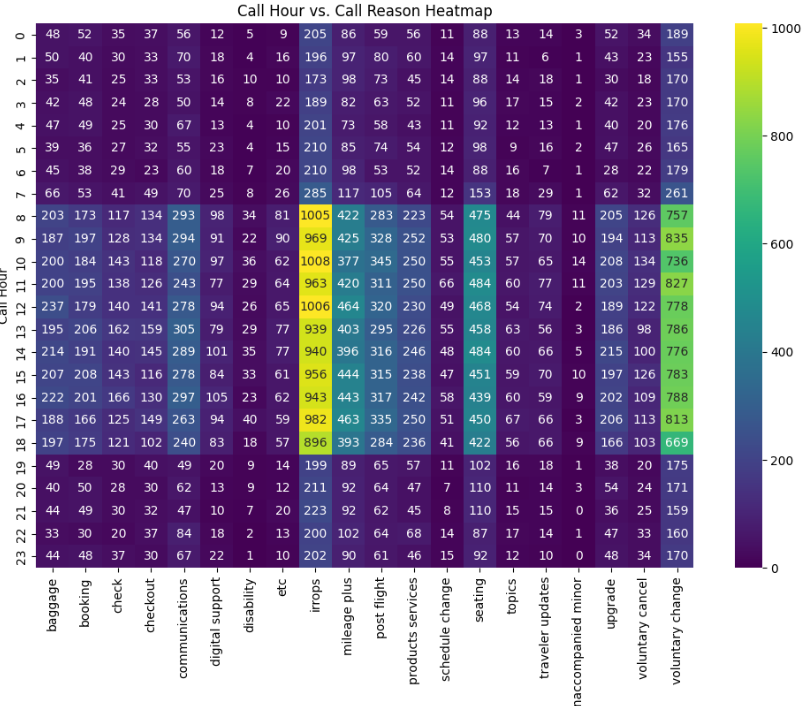 Call Hour vs. Call Reason Heatmap
0 48 52 35 37 56 12 5 9 205 86 59 56 11 88 13 14 3 52 34 189
1 50 40 30 33 70 18 4 16 196 97 80 60 14 97 11 6 1 43 23 155
2 35 41 26 33 53 16 10 10 173 98 73 45 14 88 14 18 1 30 18 170
3 42 48 24 28 50 14 8 22 189 82 63 52 11 96 17 15 2 42 23 170
4 47 49 25 30 67 13 4 10 201 73 58 43 11 92 12 13 1 40 20 176
5 39 36 27 32 55 23 4 15 210 85 74 54 12 98 9 16 2 47 26 165
6 45 38 29 23 60 18 7 20 210 98 53 52 14 88 16 7 1 28 22 179
7 66 53 41 49 70 25 8 26 285 117 105 64 12 153 18 29 1 62 32 261
8 203 173 117 134 293 98 34 81 1005 422 283 223 54 475 44 79 11 205 126 757
9 187 197 128 134 294 91 22 90 969 425 328 252 53 480 57 70 10 194 113 835
10 200 184 143 118 270 97 36 62 1008 377 345 250 55 453 57 65 14 208 134 736
11 200 195 138 126 243 77 29 64 963 420 311 250 66 484 60 77 11 203 129 827
12 237 179 140 141 278 94 26 65 1006 464 320 230 49 468 54 74 2 189 122 778
13 195 206 162 159 305 79 29 77 939 403 295 226 55 458 63 56 3 186 98 786
14 214 191 140 145 289 101 35 77 940 396 316 246 48 484 60 66 5 215 100 776
15 207 208 143 116 278 84 33 61 956 444 315 238 47 451 59 70 10 197 126 783
16 222 201 166 130 297 105 23 62 943 443 317 242 58 439 60 59 9 202 109 788
17 188 166 125 149 263 94 40 59 982 463 335 250 51 450 67 66 3 206 113 813
18 197 175 121 102 240 83 18 57 896 393 284 236 41 422 56 66 9 166 103 669
19 49 28 30 40 49 20 9 14 199 89 65 57 11 102 16 18 1 38 20 175
20 40 50 28 30 62 13 9 12 211 92 64 47 7 110 11 14 3 54 24 171
21 44 49 30 32 47 10 7 20 223 92 62 45 8 110 15 15 0 36 25 159
22 33 30 20 37 84 18 2 13 200 102 64 68 14 87 17 14 1 47 33 160
23 44 48 37 30 67 22 1 10 202 90 61 46 15 92 12 10 0 48 34 170
Call Hour
baggage
booking
check
checkout
communications
digital support
disability
etc
irrops
mileage plus
post flight
products services
schedule change
seating
topics
traveler updates
naccompanied minor
upgrade
voluntary cancel
voluntary change
1000
800
600
400
200
0